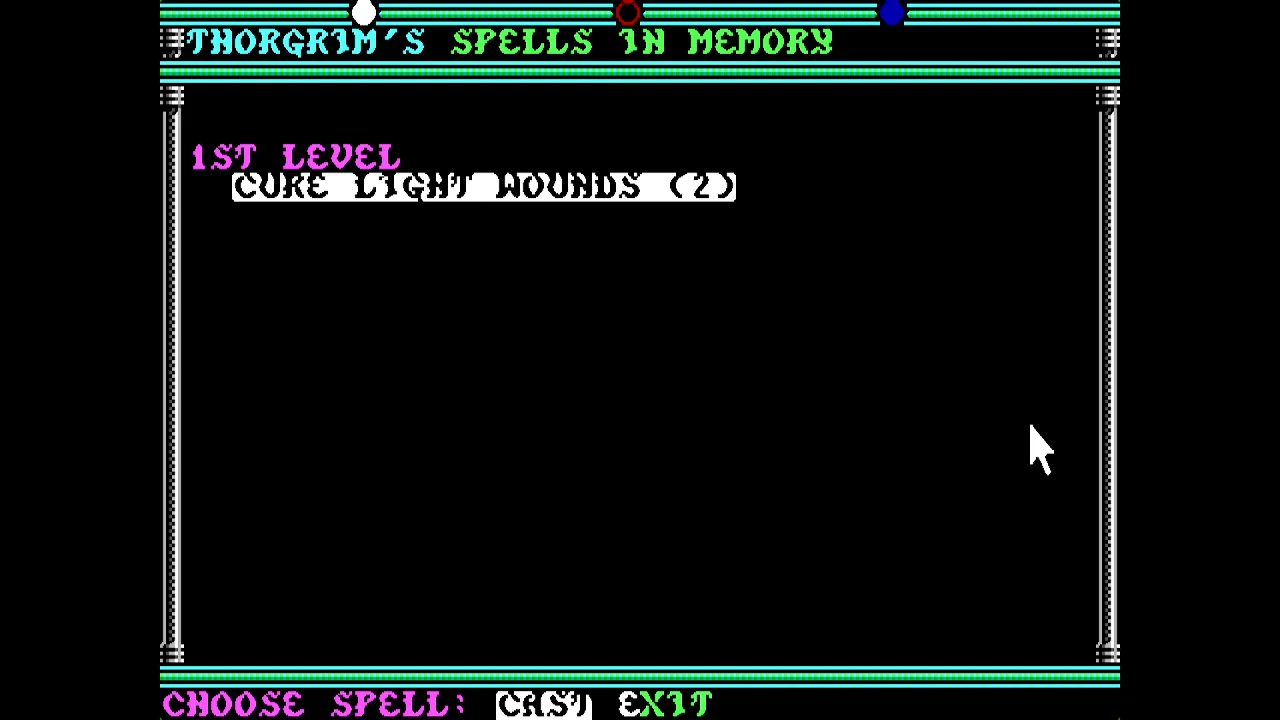 THORGRIM'S SPELLS IN MEMORY
1ST LEVEL
CURE LIGHT WOUNDS (2)
CHOOSE SPELL: CAST EXIT